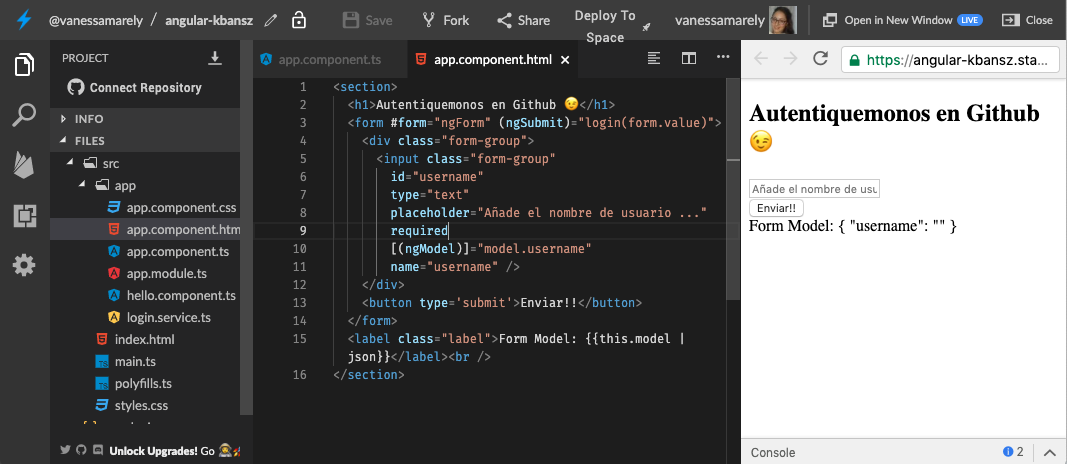 @vanessamarely / angular-kbansz Save Fork Share Deploy To Space vanessamarely Open in New Window LIVE Close
PROJECT
Connect Repository
INFO
FILES
src
app
app.component.css
app.component.htm
app.component.ts
app.module.ts
hello.component.ts
login.service.ts
index.html
main.ts
polyfills.ts
styles.css
Unlock Upgrades! Go 👩‍🚀🚀
app.component.ts app.component.html ×
1 <section>
2 <h1>Autentiquemonos en Github 😉</h1>
3 <form #form="ngForm" (ngSubmit)="login(form.value)">
4 <div class="form-group">
5 <input class="form-group"
6 id="username"
7 type="text"
8 placeholder="Añade el nombre de usuario ..."
9 required
10 [(ngModel)]="model.username"
11 name="username" />
12 </div>
13 <button type='submit'>Enviar!!</button>
14 </form>
15 <label class="label">Form Model: {{this.model |
json}}</label><br />
16 </section>
https://angular-kbansz.sta...
Autentiquemonos en Github
😉
Añade el nombre de usu
Enviar!!
Form Model: { "username": "" }
Console 2